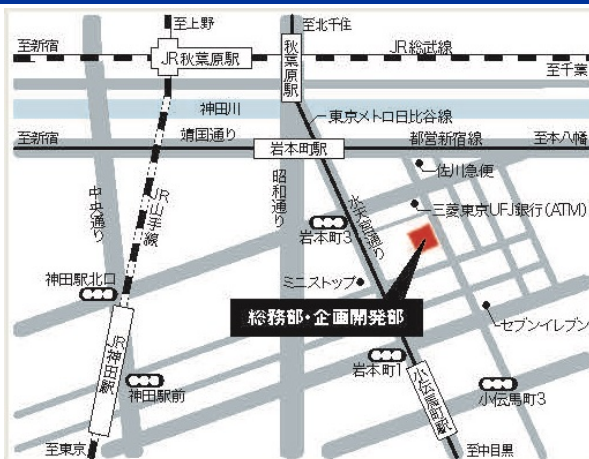 至上野
至北千住
至新宿
JR秋葉原駅
秋葉原駅
JR総武線
至千葉
神田川
東京メトロ日比谷線
至新宿
靖国通り
岩本町駅
都営新宿線
至本八幡
佐川急便
中央通り
JR山手線
昭和通り
水天宮通り
三菱東京UFJ銀行(ATM)
岩本町3
神田駅北口
ミニストップ
総務部・企画開発部
セブンイレブン
JR神田駅
神田駅前
岩本町1
小伝馬町駅
小伝馬町3
至東京
至中目黒